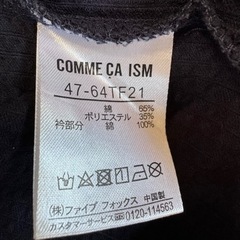 COMME CA ISM
47-64TF21
綿 65%
ポリエステル 35%
衿部分 綿 100%
(株)ファイブ フォックス 中国製
カスタマーサービス 0120-114563